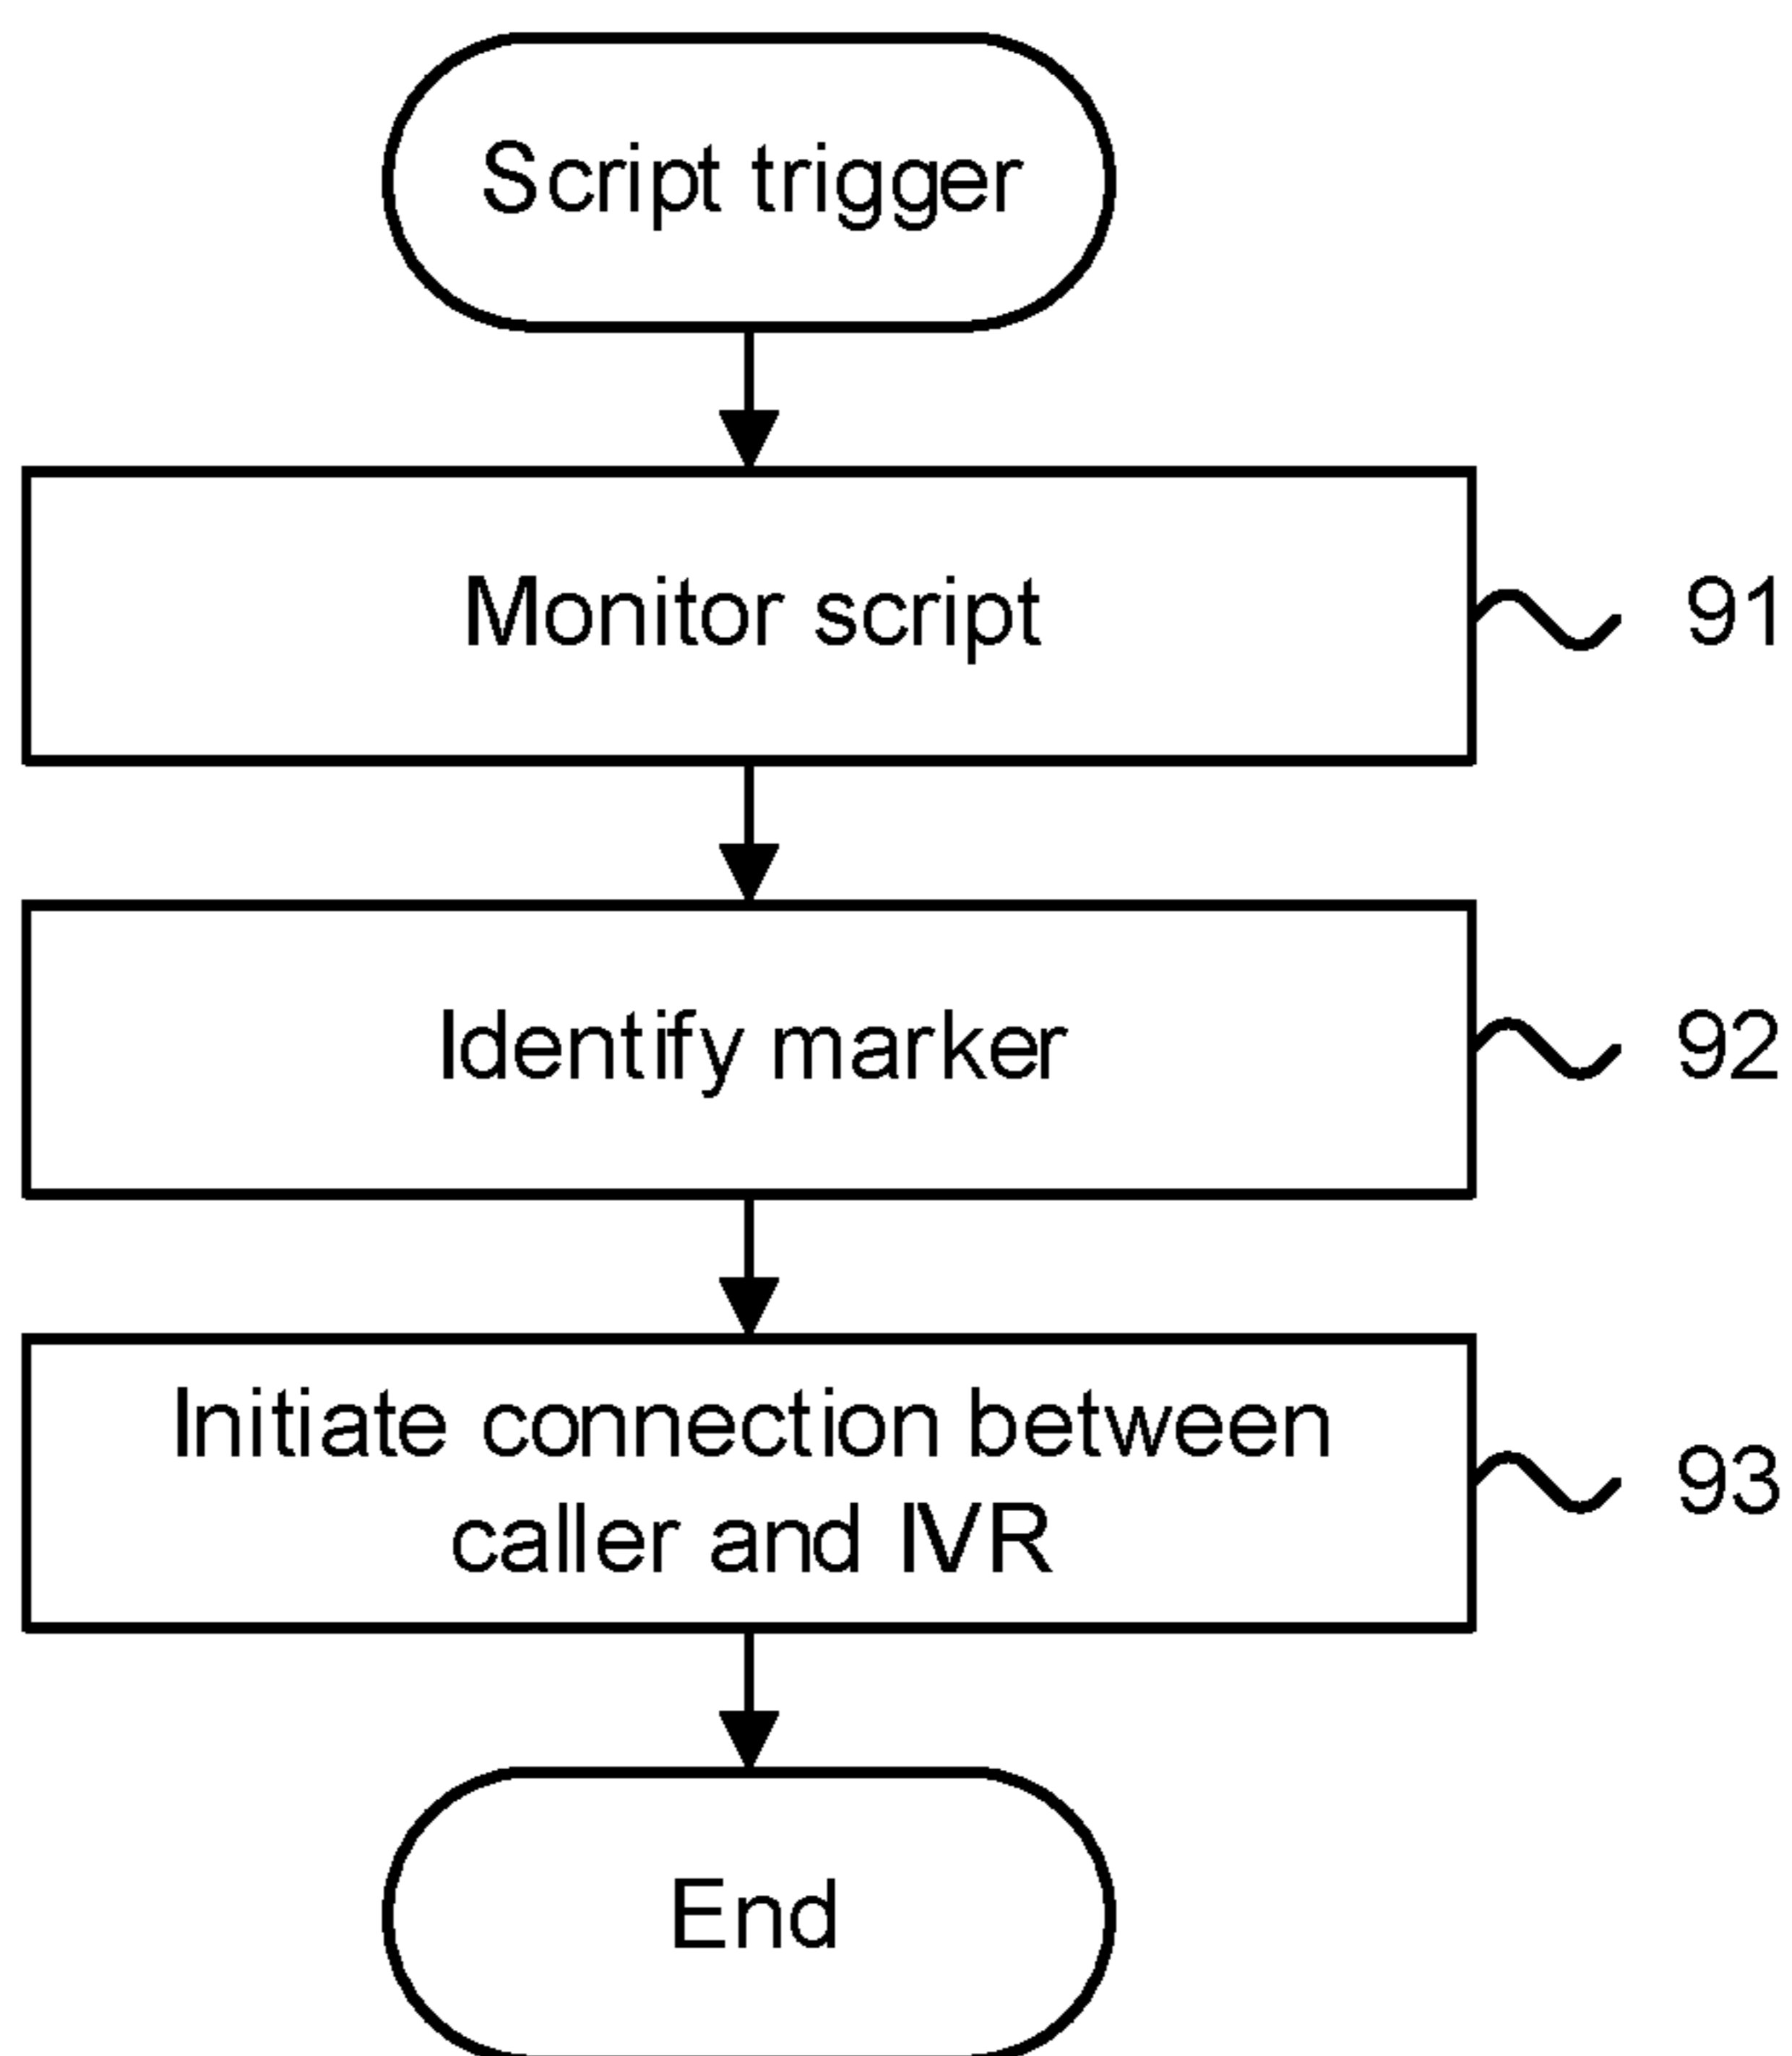 Script trigger
Monitor script
91
Identify marker
92
Initiate connection between
caller and IVR
93
End